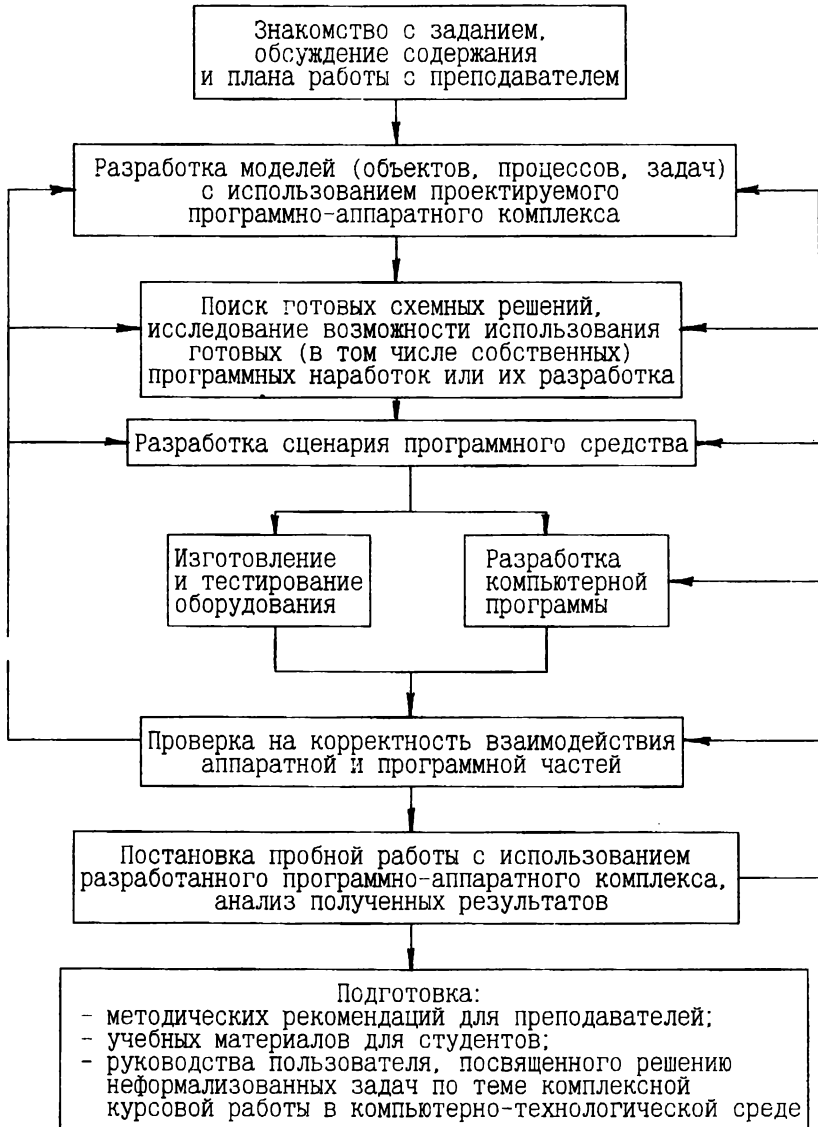 Знакомство с заданием,
обсуждение содержания
и плана работы с преподавателем
Разработка моделей (объектов, процессов, задач)
с использованием проектируемого
программно-аппаратного комплекса
Поиск готовых схемных решений,
исследование возможности использования
готовых (в том числе собственных)
программных наработок или их разработка
Разработка сценария программного средства
Изготовление
и тестирование
оборудования
Разработка
компьютерной
программы
Проверка на корректность взаимодействия
аппаратной и программной частей
Постановка пробной работы с использованием
разработанного программно-аппаратного комплекса,
анализ полученных результатов
Подготовка:
- методических рекомендаций для преподавателей;
- учебных материалов для студентов;
- руководства пользователя, посвященного решению
неформализованных задач по теме комплексной
курсовой работы в компьютерно-технологической среде